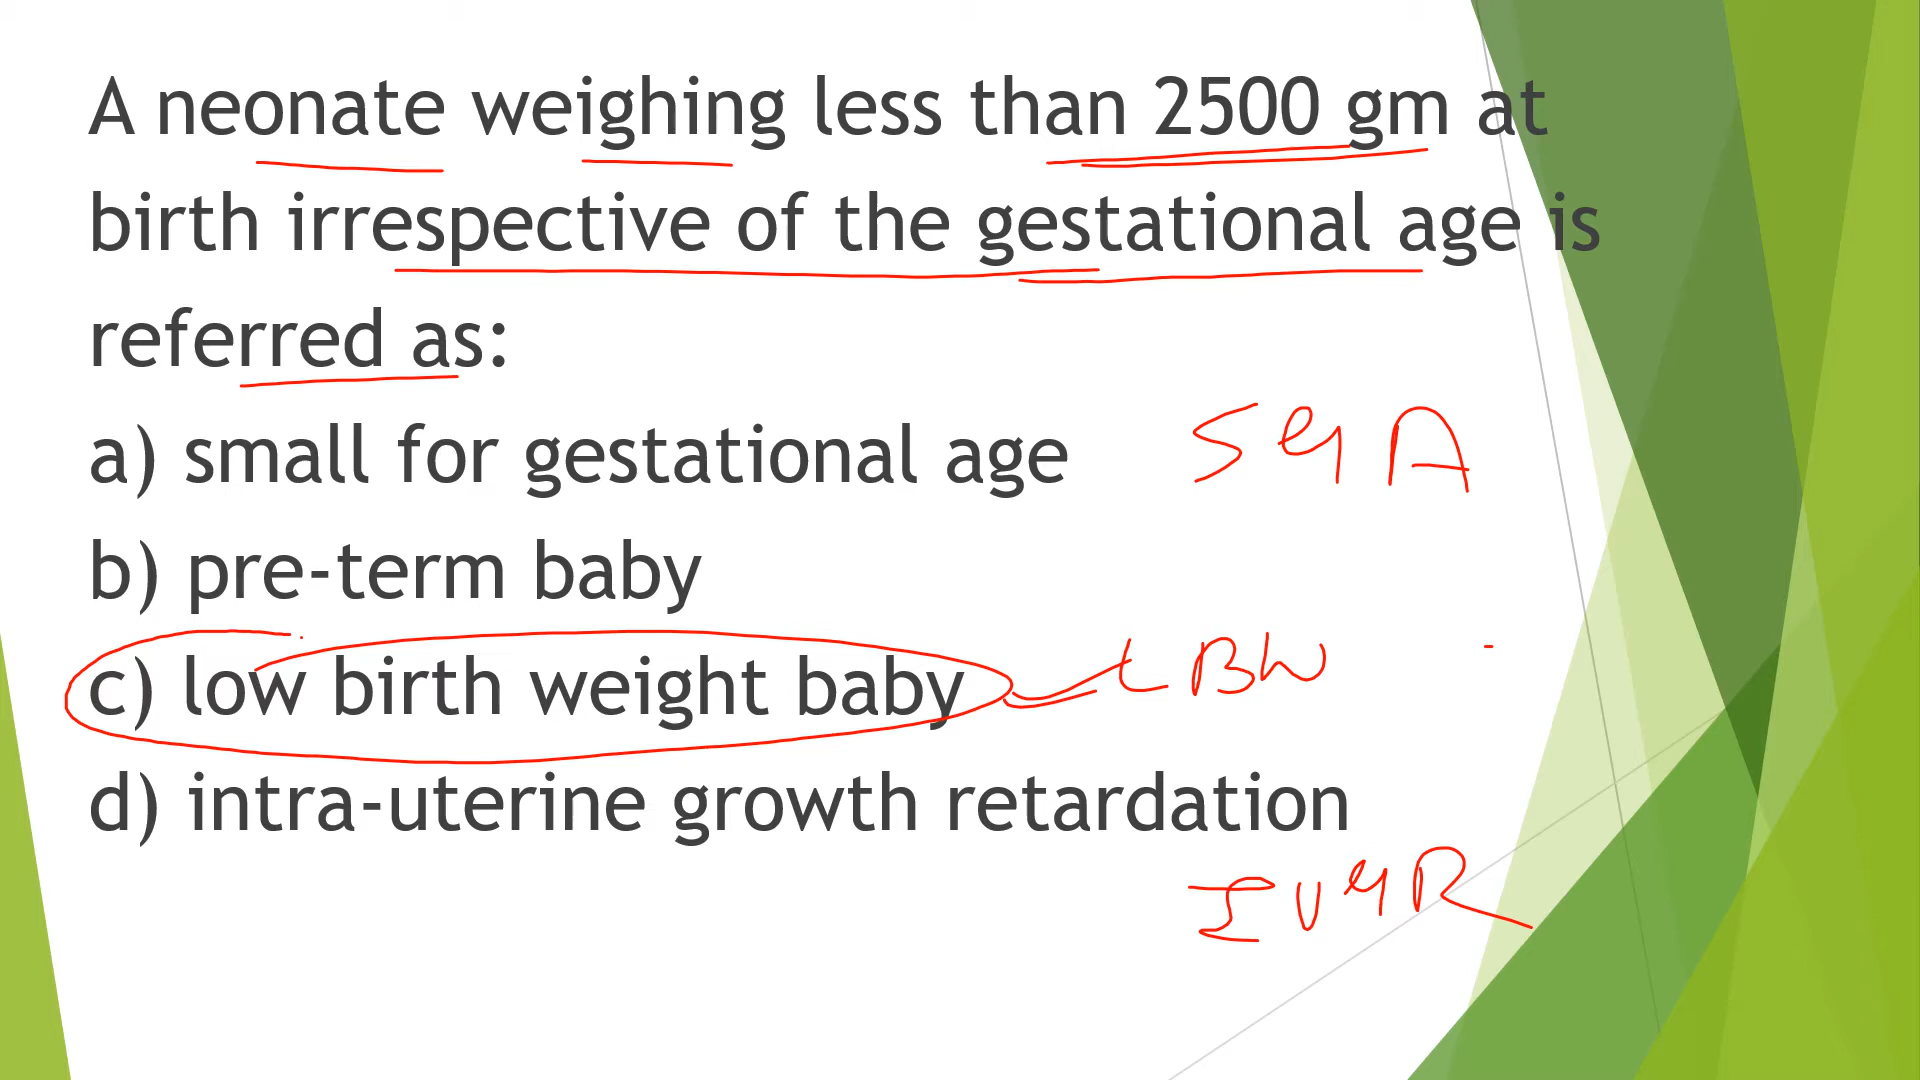 A neonate weighing less than 2500 gm at
birth irrespective of the gestational age is
referred as:
a) small for gestational age SGA
b) pre-term baby
c) low birth weight baby LBW
d) intra-uterine growth retardation
IUGR